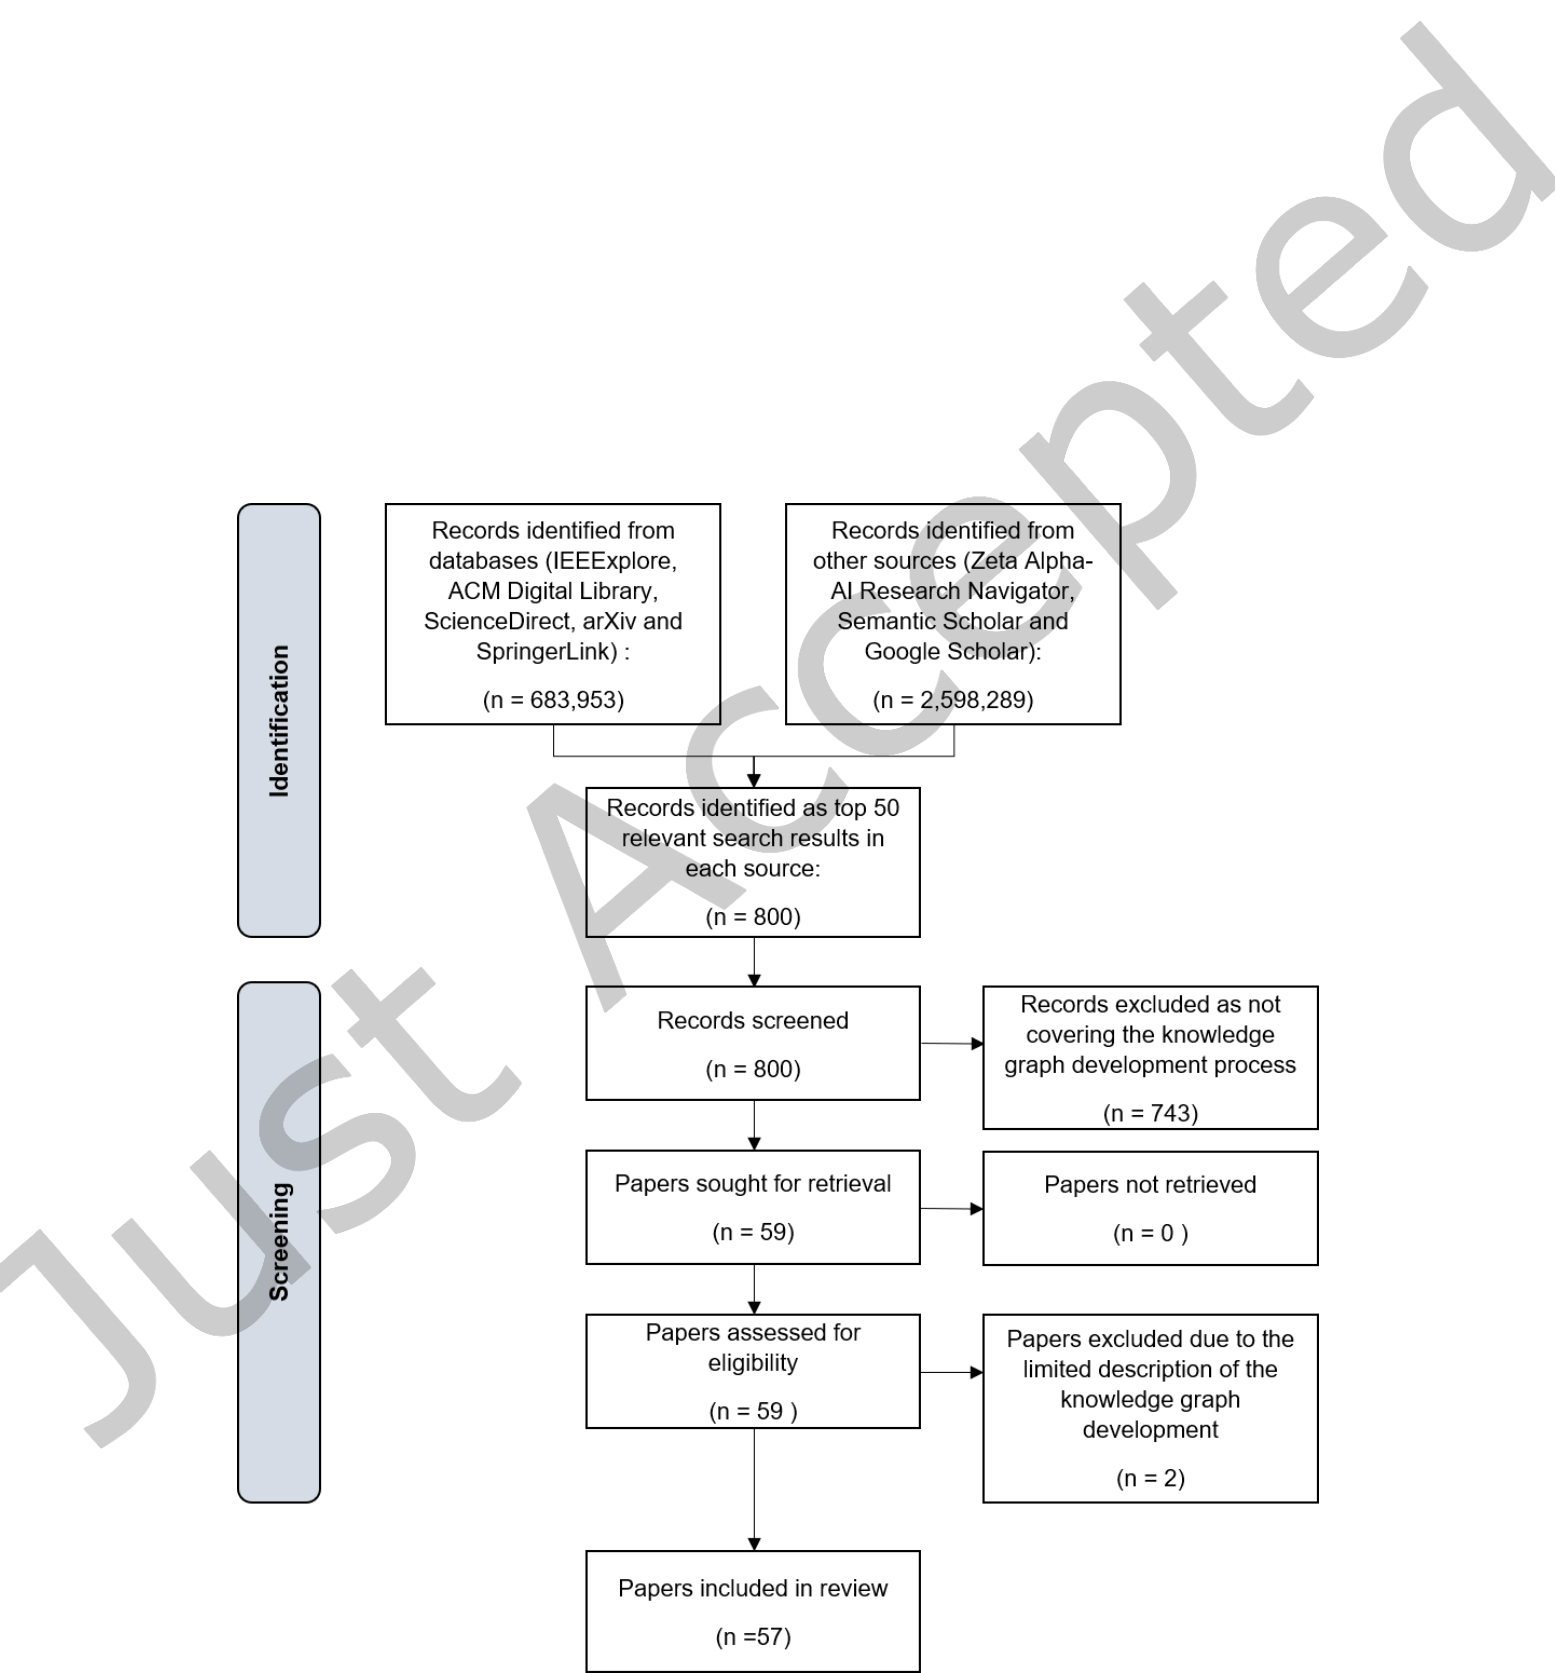 Identification
Records identified from
databases (IEEExplore,
ACM Digital Library,
ScienceDirect, arXiv and
SpringerLink) :
(n = 683,953)
Records identified from
other sources (Zeta Alpha-
AI Research Navigator,
Semantic Scholar and
Google Scholar):
(n = 2,598,289)
Records identified as top 50
relevant search results in
each source:
(n = 800)
Screening
Records screened
(n = 800)
Records excluded as not
covering the knowledge
graph development process
(n = 743)
Papers sought for retrieval
(n = 59)
Papers not retrieved
(n = 0 )
Papers assessed for
eligibility
(n = 59 )
Papers excluded due to the
limited description of the
knowledge graph
development
(n = 2)
Papers included in review
(n =57)
Just Accepted